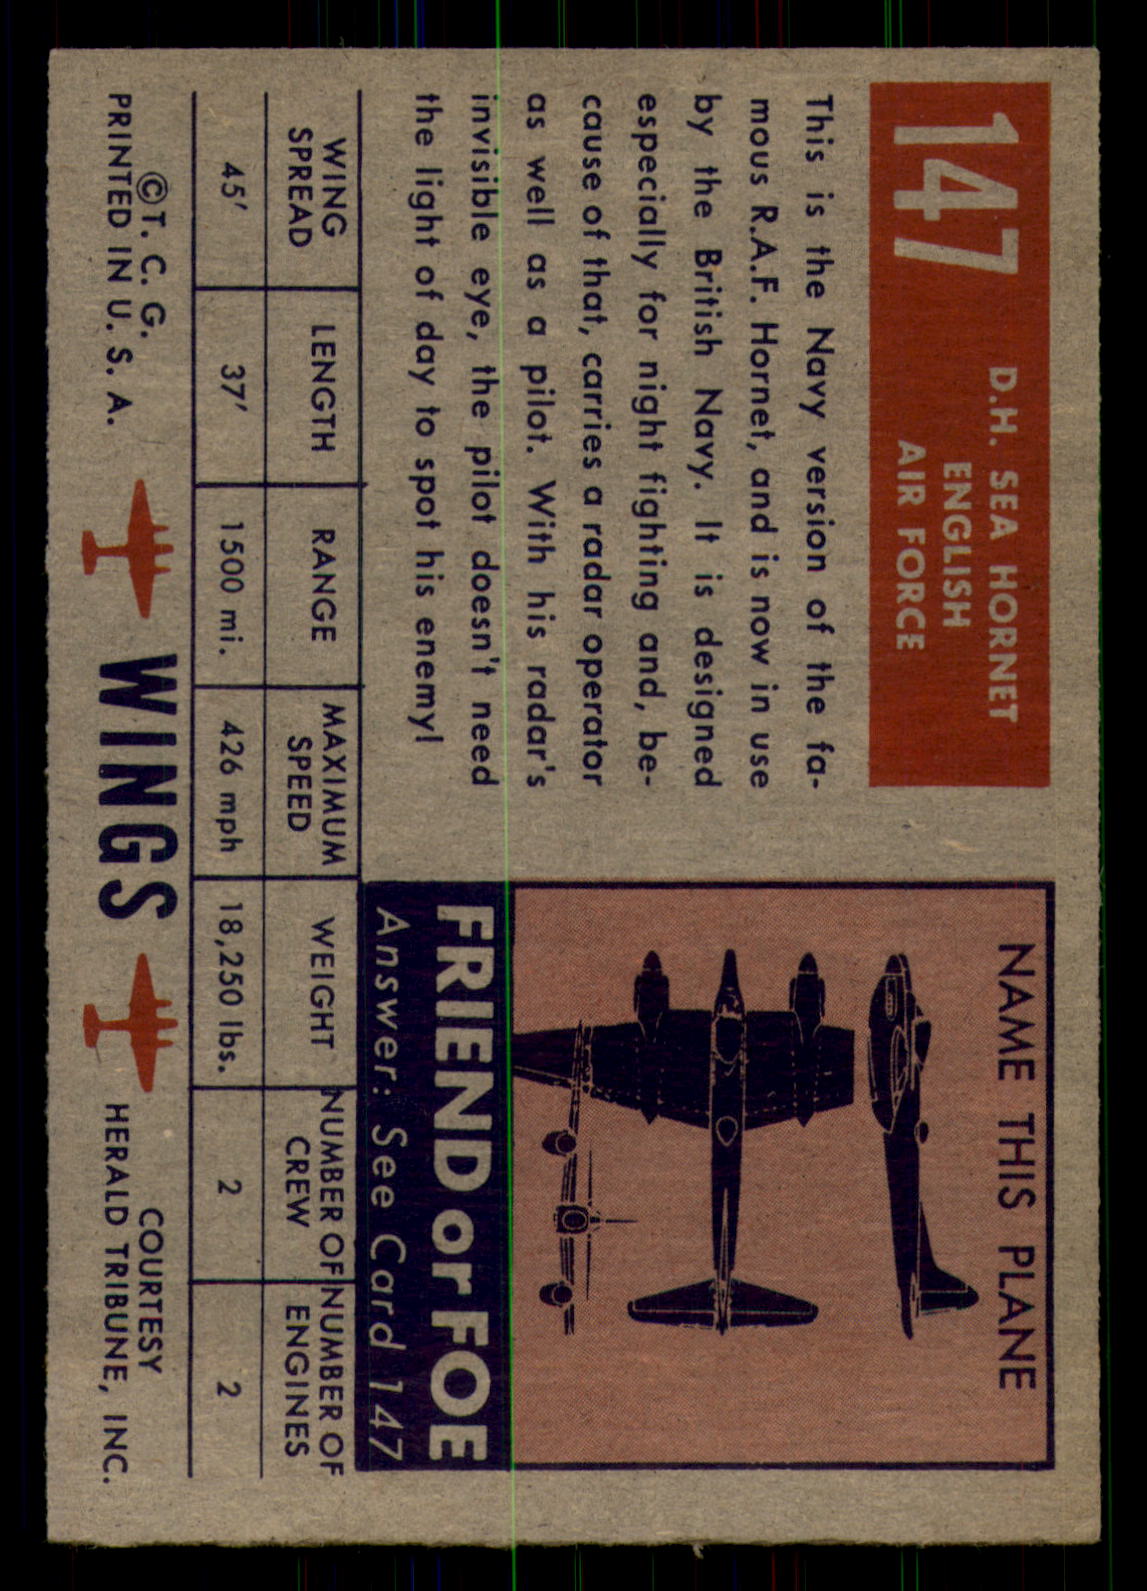 147
D.H. SEA HORNET
ENGLISH
AIR FORCE
This is the Navy version of the fa-
mous R.A.F. Hornet, and is now in use
by the British Navy. It is designed
especially for night fighting and, be-
cause of that, carries a radar operator
as well as a pilot. With his radar's
invisible eye, the pilot doesn't need
the light of day to spot his enemy!
NAME THIS PLANE
FRIEND or FOE
Answer: See Card 147
WING SPREAD LENGTH RANGE MAXIMUM SPEED WEIGHT NUMBER OF CREW NUMBER OF ENGINES
45' 37' 1500 mi. 426 mph 18,250 lbs. 2 2
©T. C. G.
PRINTED IN U. S. A.
WINGS
COURTESY
HERALD TRIBUNE, INC.